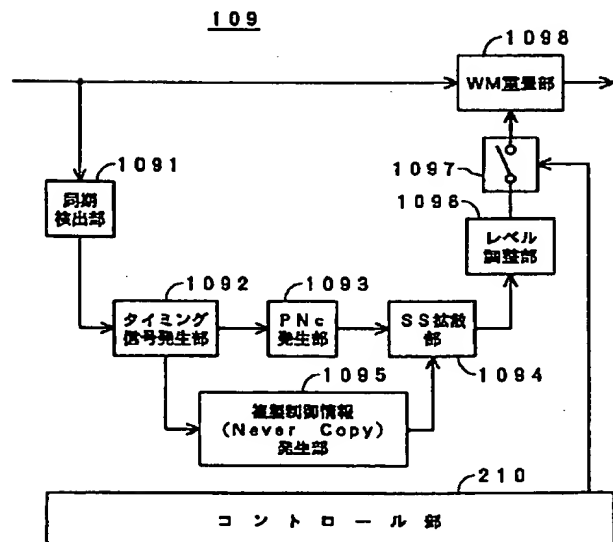 109
1098
WM重畳部
1091
同期
検出部
1097
1096
レベル
調整部
1092
タイミング
信号発生部
1093
PNc
発生部
SS拡散
部
1094
1095
複製制御情報
(Never Copy)
発生部
210
コントロール部